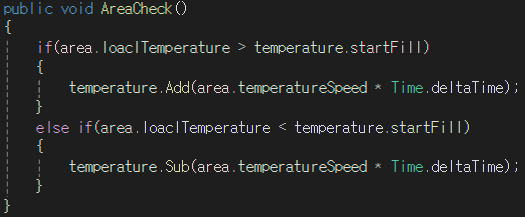 public void AreaCheck()
{
if(area.loaclTemperature > temperature.startFill)
{
temperature.Add(area.temperatureSpeed * Time.deltaTime);
}
else if(area.loaclTemperature < temperature.startFill)
{
temperature.Sub(area.temperatureSpeed * Time.deltaTime);
}
}